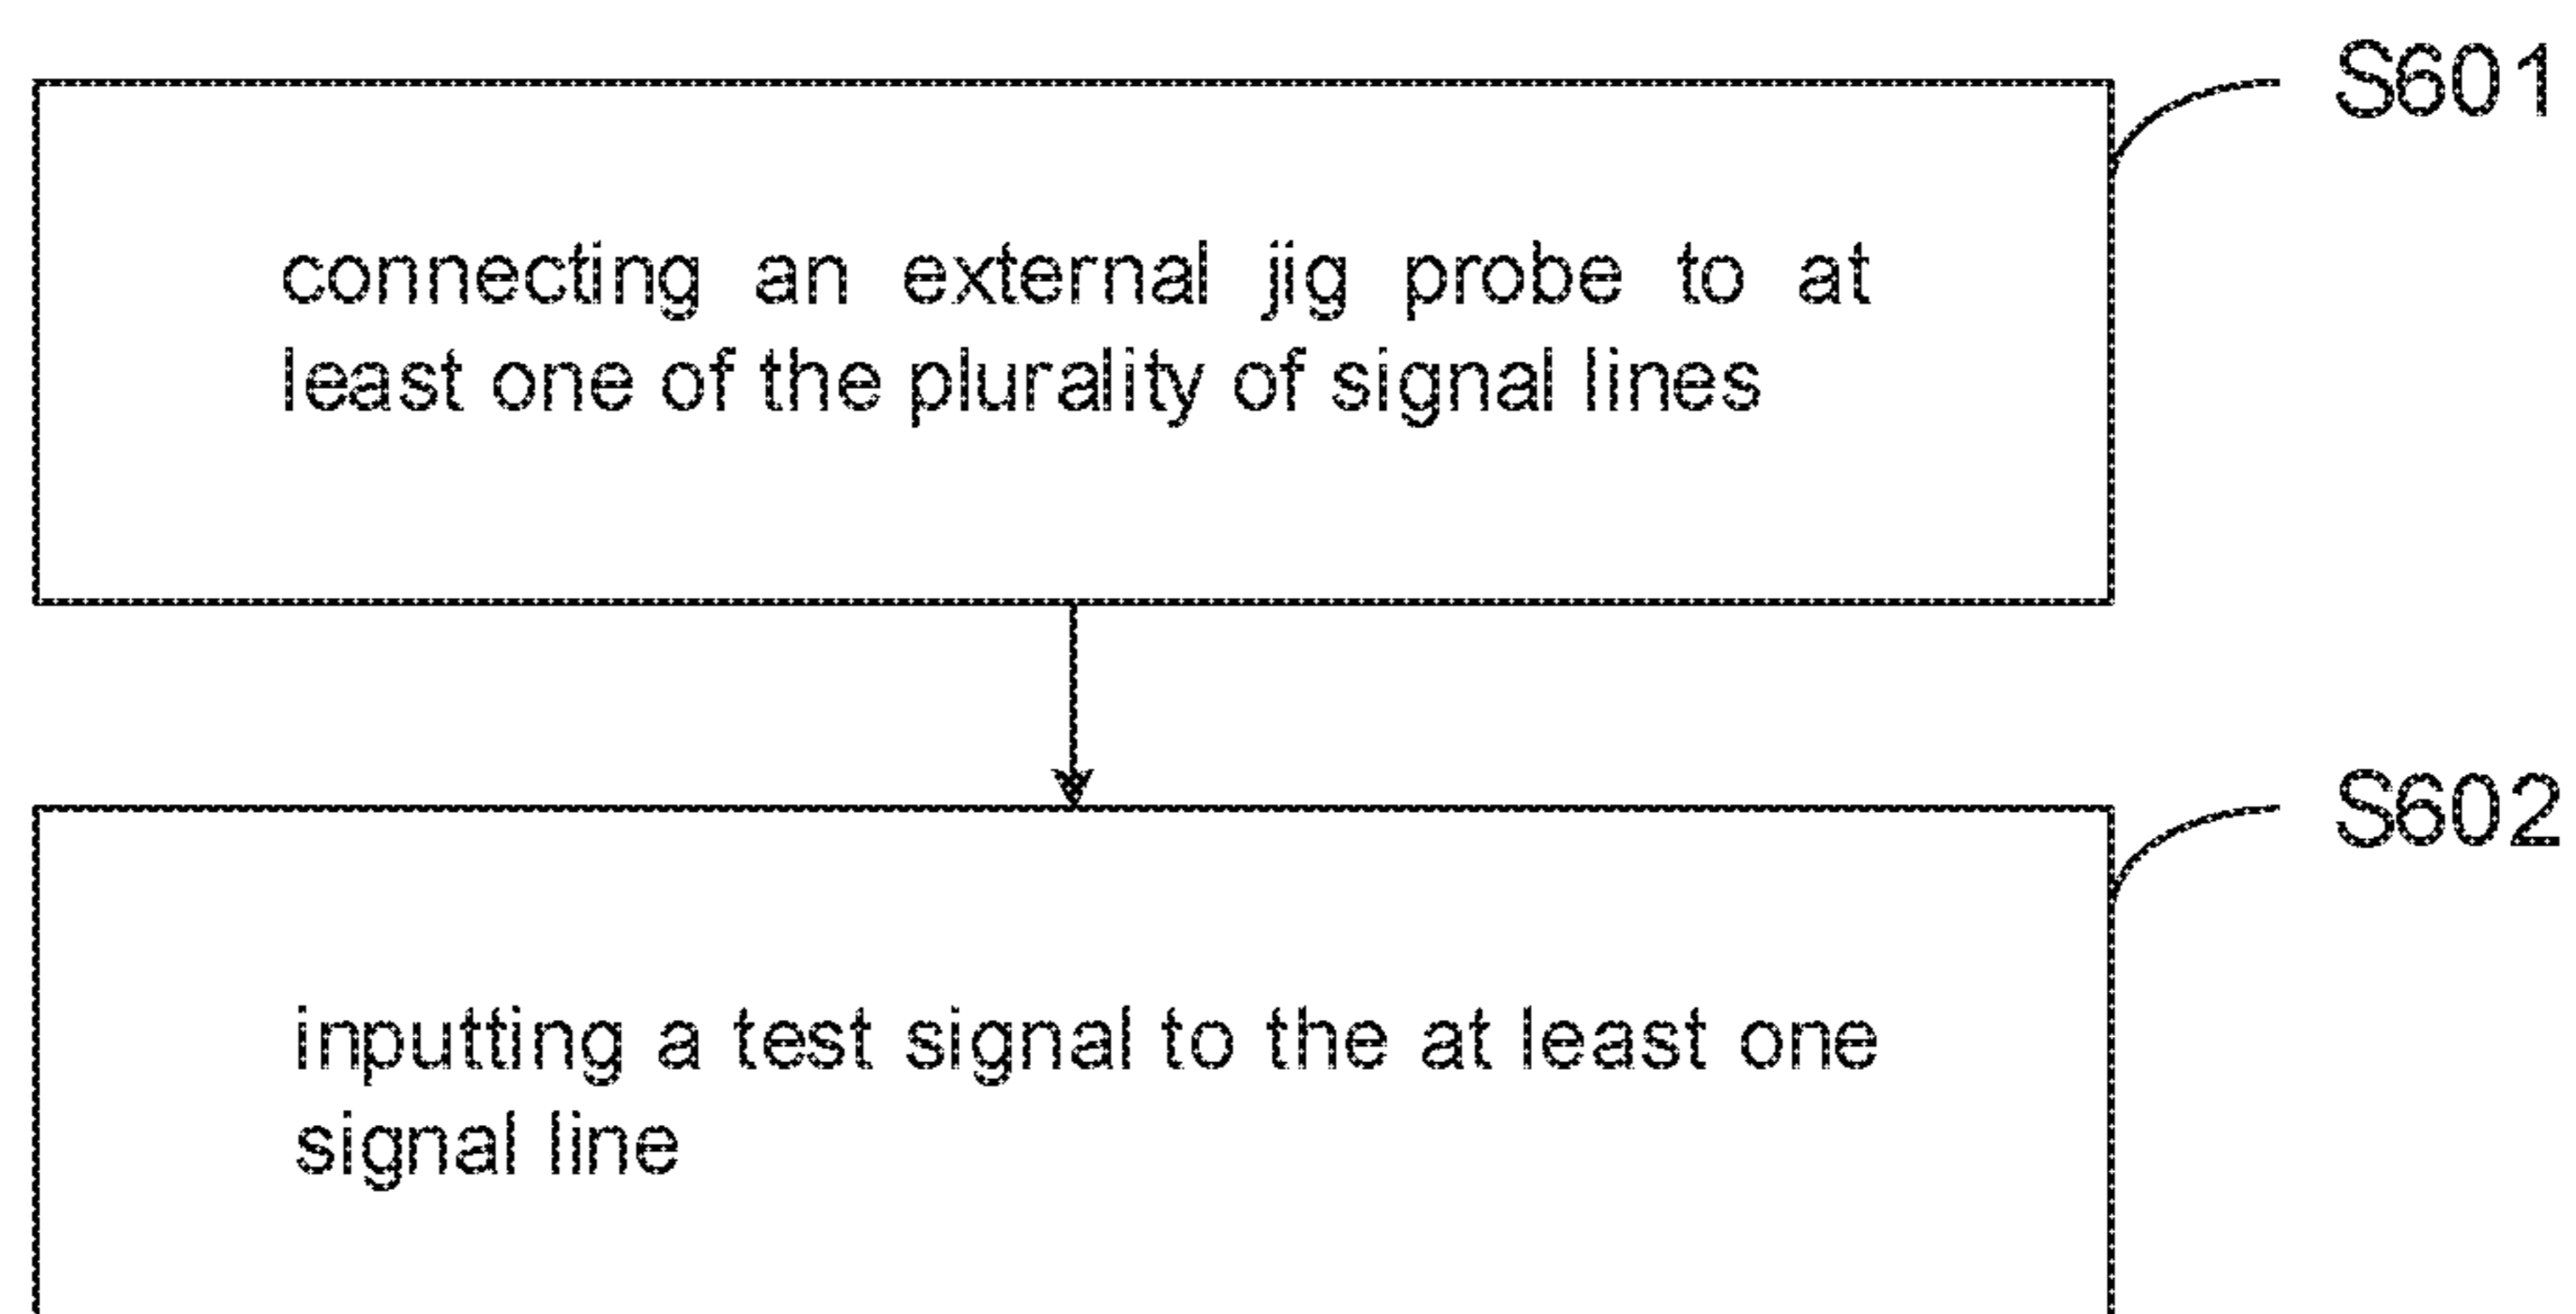 S601
connecting an external jig probe to at
least one of the plurality of signal lines
S602
inputting a test signal to the at least one
signal line